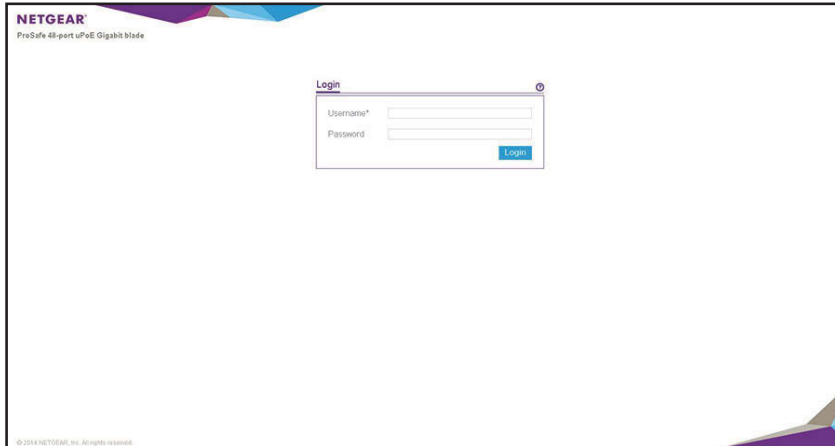 NETGEAR®
ProSafe 48-port uPoE Gigabit blade
Login
?
Username*
Password
Login
© 2014 NETGEAR, Inc. All rights reserved.